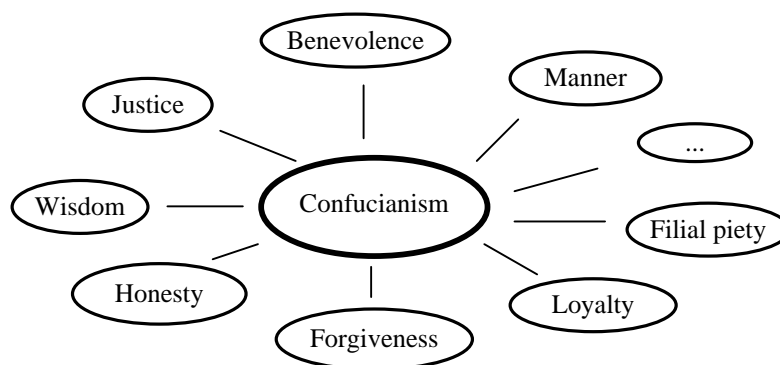 Benevolence
Manner
Justice
...
Wisdom
Confucianism
Filial piety
Honesty
Loyalty
Forgiveness